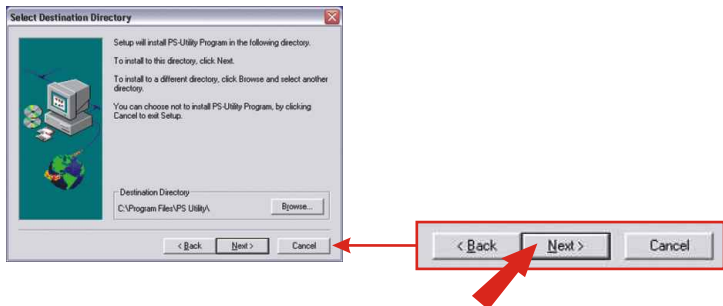 Select Destination Directory
Setup will install PS-Utility Program in the following directory.
To install to this directory, click Next.
To install to a different directory, click Browse and select another
directory.
You can choose not to install PS-Utility Program, by clicking
Cancel to exit Setup.
Destination Directory
C:\Program Files\PS Utility\
Browse...
< Back
Next >
Cancel
< Back
Next >
Cancel